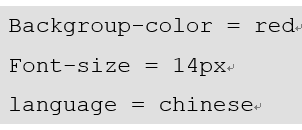 Backgroup-color = red
Font-size = 14px
language = chinese